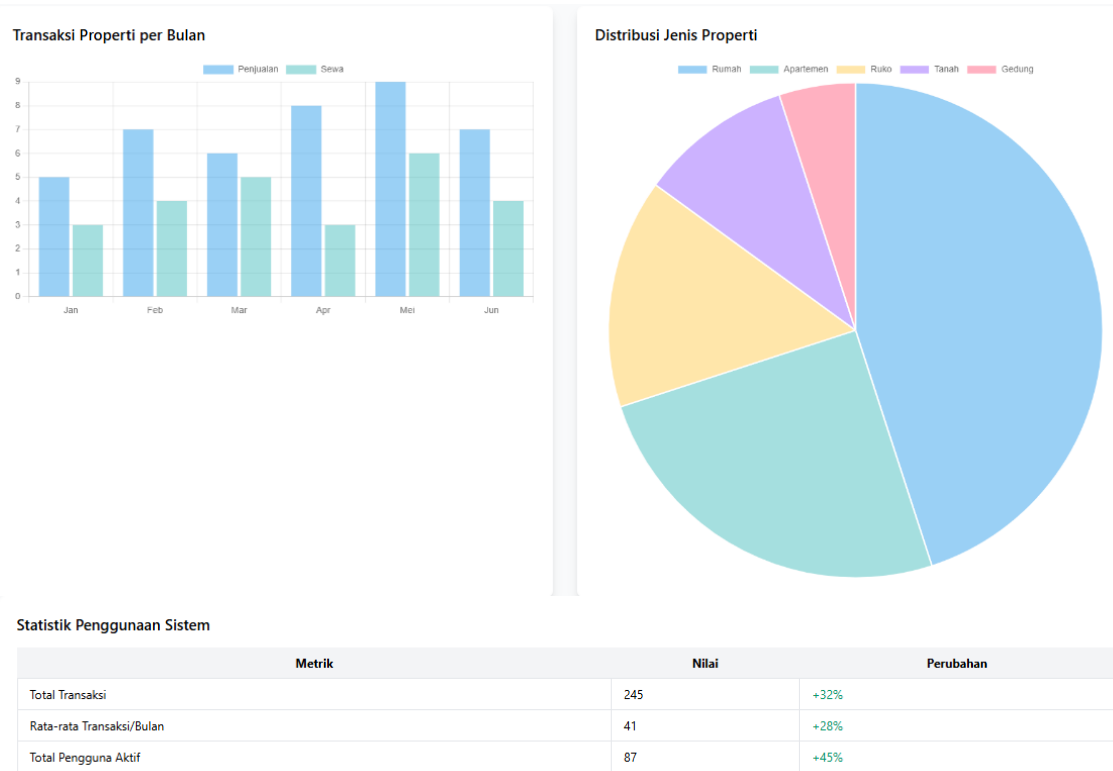 Transaksi Properti per Bulan
Penjualan Sewa
9
8
7
6
5
4
3
2
1
0
Jan Feb Mar Apr Mei Jun
Distribusi Jenis Properti
Rumah Apartemen Ruko Tanah Gedung
Statistik Penggunaan Sistem
Metrik Nilai Perubahan
Total Transaksi 245 +32%
Rata-rata Transaksi/Bulan 41 +28%
Total Pengguna Aktif 87 +45%